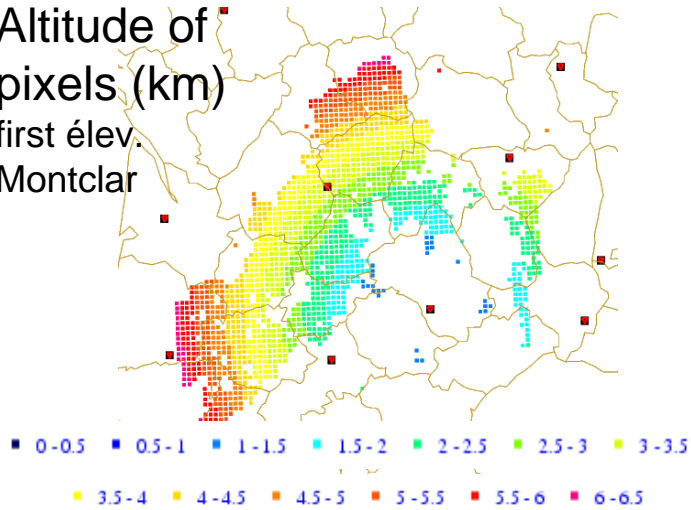 Altitude of
pixels (km)
first élev.
Montclar
0 -0.5 0.5 - 1 1 -1.5 1.5 - 2 2 -2.5 2.5 - 3 3 -3.5
3.5 - 4 4 -4.5 4.5 - 5 5 -5.5 5.5 - 6 6 -6.5